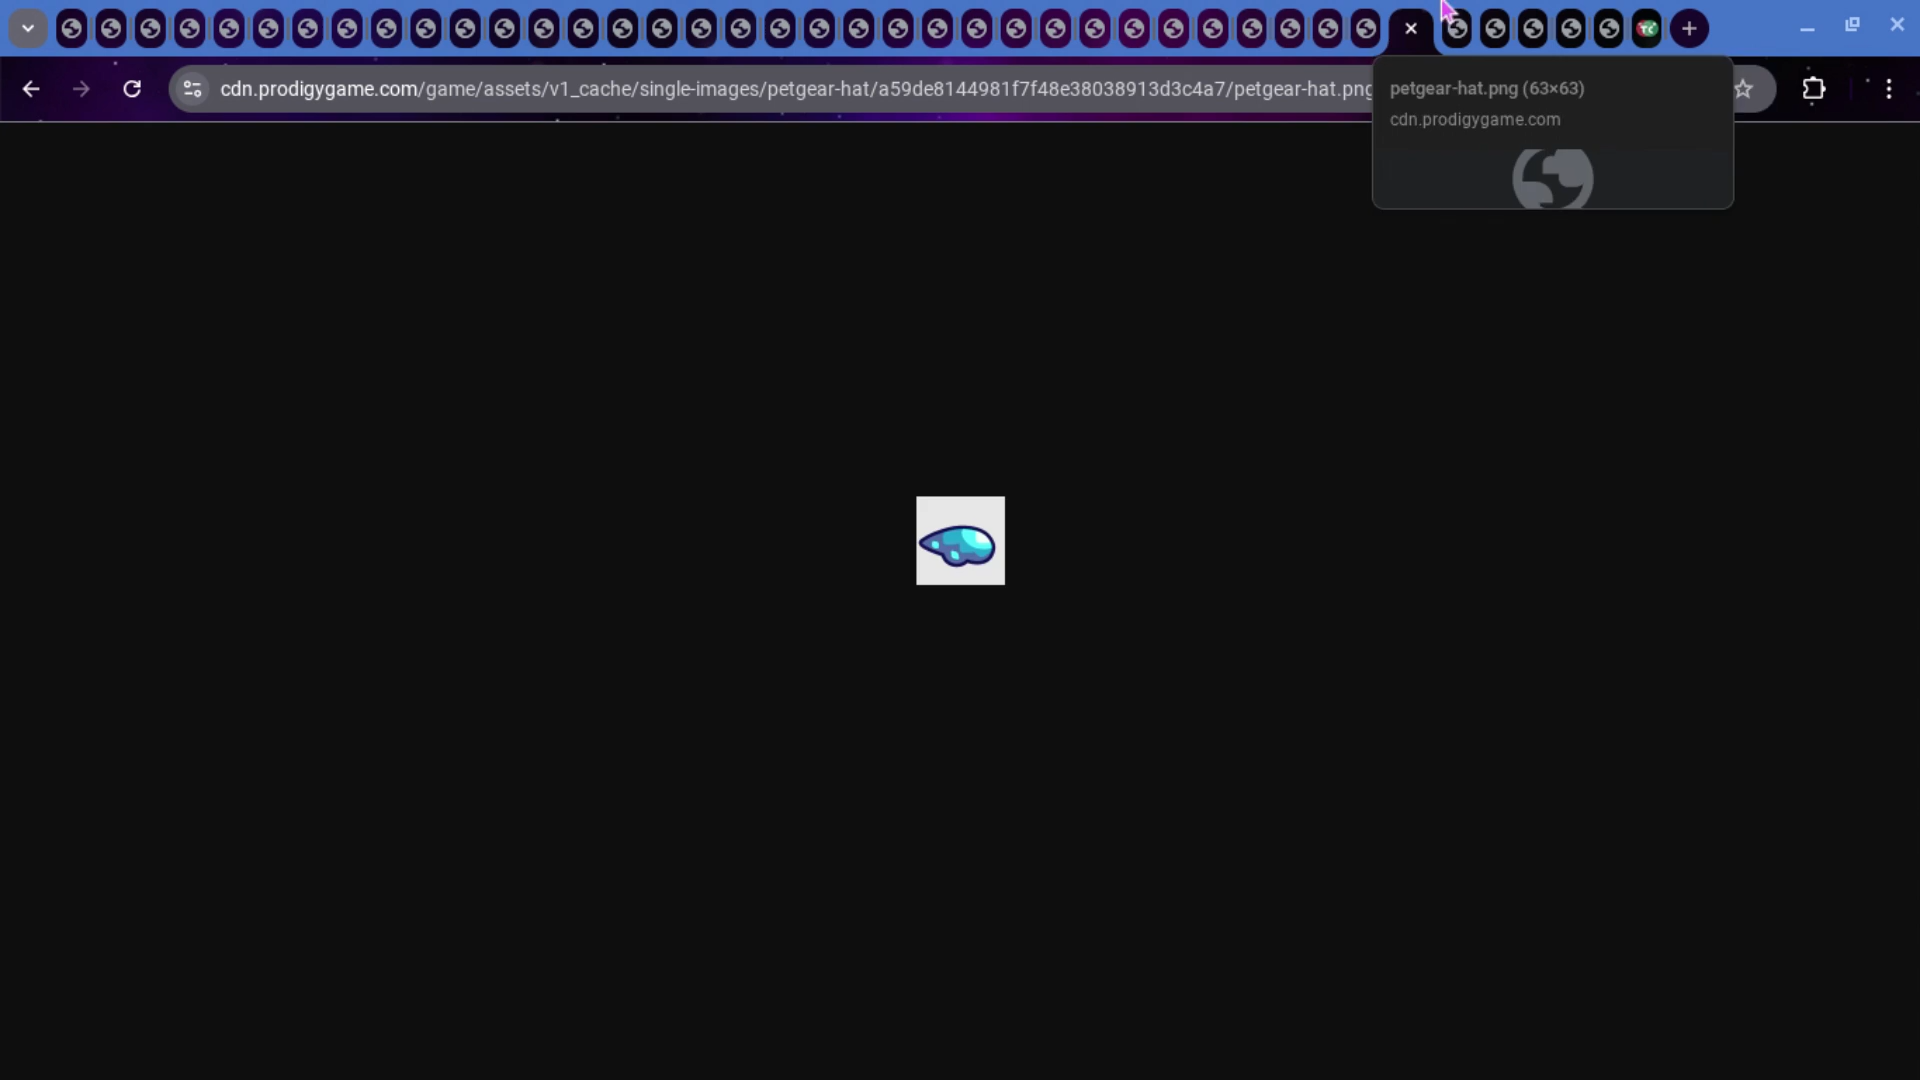 TC
cdn.prodigygame.com/game/assets/v1_cache/single-images/petgear-hat/a59de8144981f7f48e38038913d3c4a7/petgear-hat.png
petgear-hat.png (63×63)
cdn.prodigygame.com